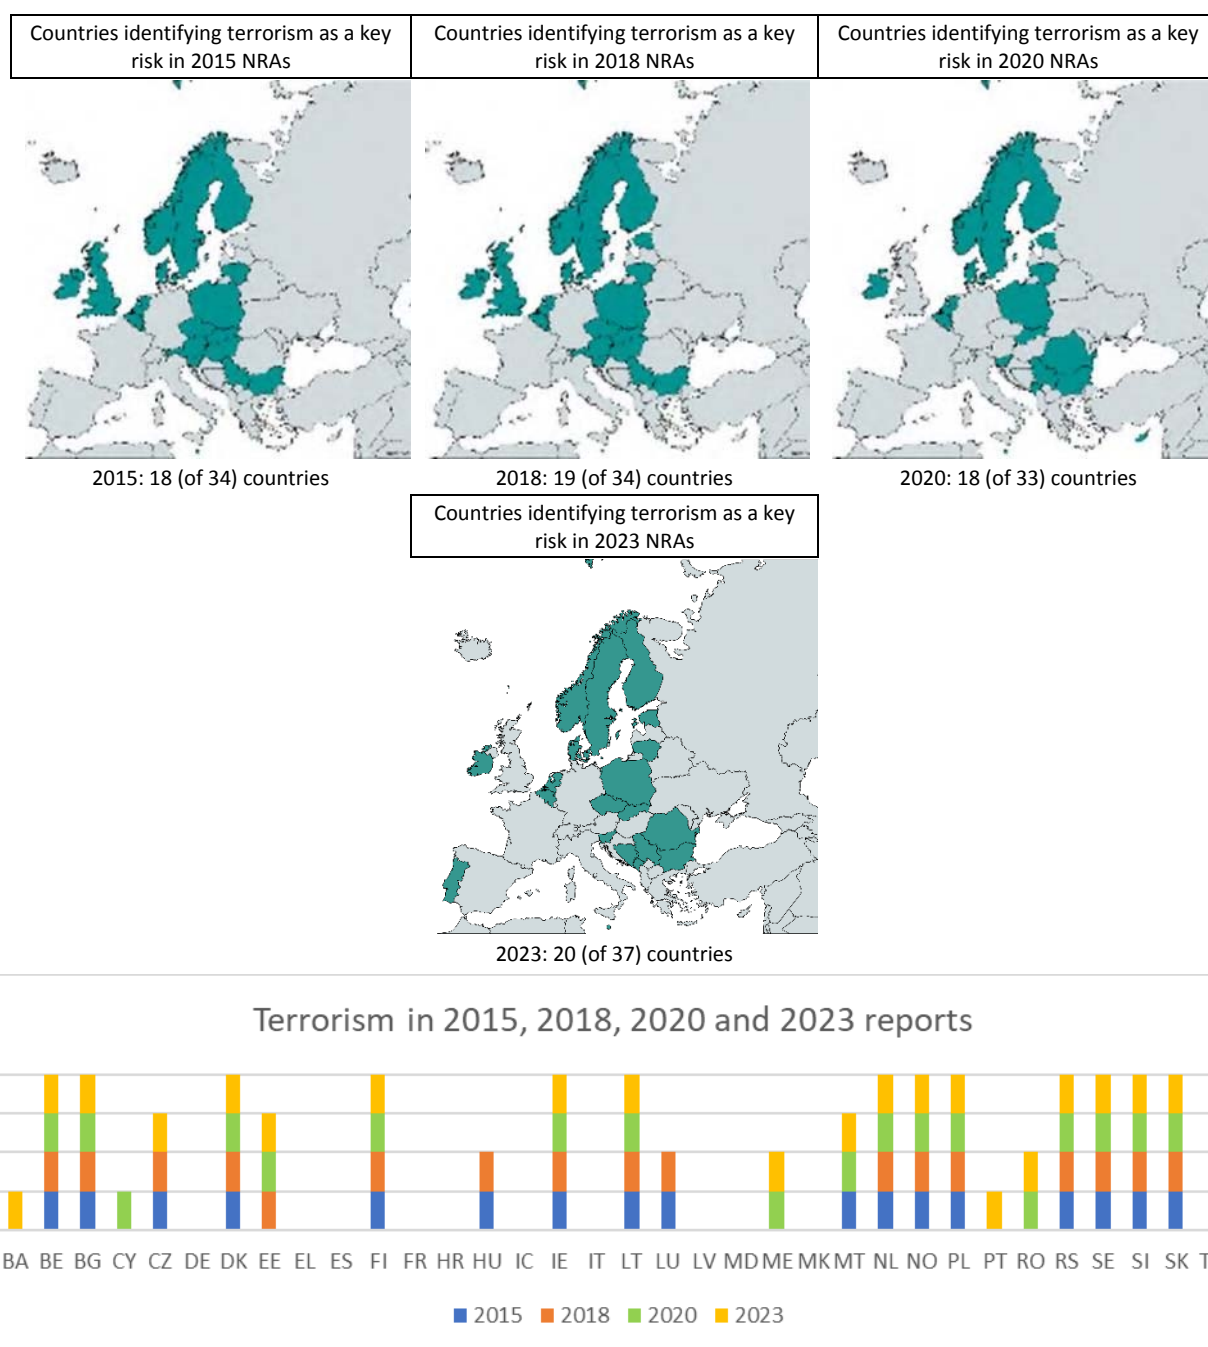 Countries identifying terrorism as a key
risk in 2015 NRAs
Countries identifying terrorism as a key
risk in 2018 NRAs
Countries identifying terrorism as a key
risk in 2020 NRAs
2015: 18 (of 34) countries
2018: 19 (of 34) countries
2020: 18 (of 33) countries
Countries identifying terrorism as a key
risk in 2023 NRAs
2023: 20 (of 37) countries
Terrorism in 2015, 2018, 2020 and 2023 reports
BA BE BG CY CZ DE DK EE EL ES FI FR HR HU IC IE IT LT LU LV MD ME MK MT NL NO PL PT RO RS SE SI SK T
2015 2018 2020 2023